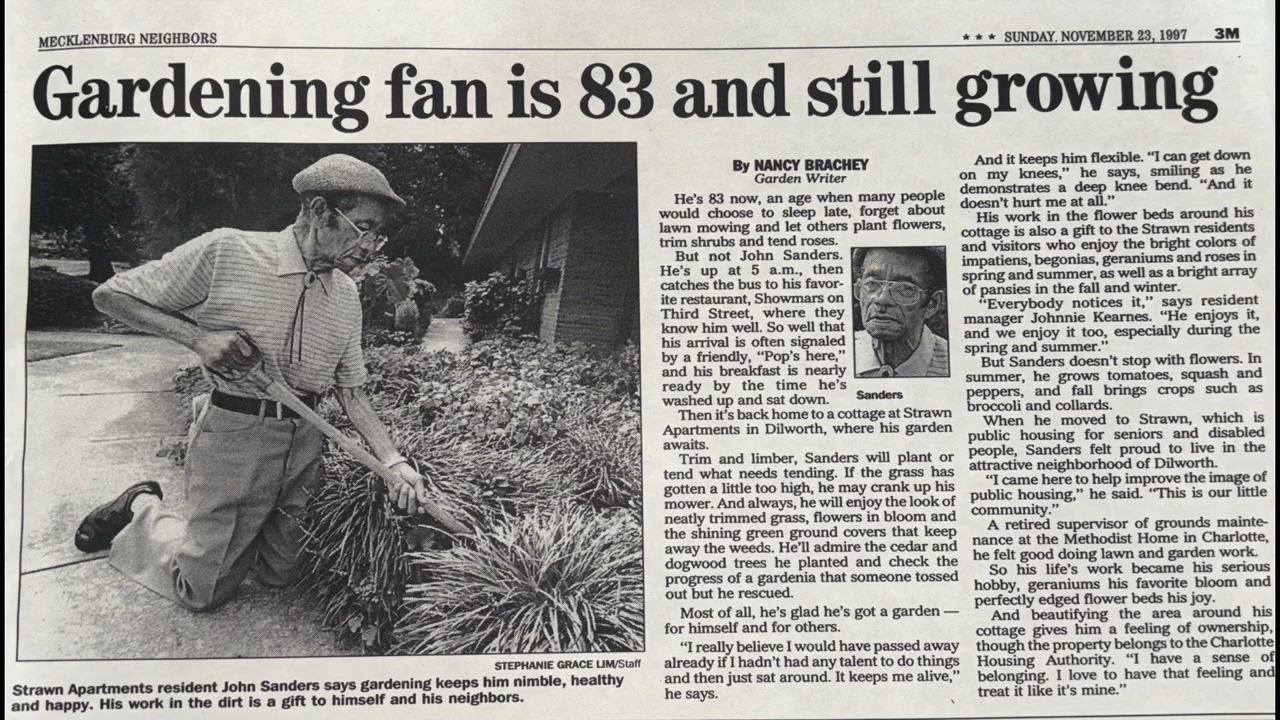 MECKLENBURG NEIGHBORS
★ ★ ★ SUNDAY, NOVEMBER 23, 1997 3M
Gardening fan is 83 and still growing
STEPHANIE GRACE LIM/Staff
Strawn Apartments resident John Sanders says gardening keeps him nimble, healthy
and happy. His work in the dirt is a gift to himself and his neighbors.
By NANCY BRACHEY
Garden Writer
He's 83 now, an age when many people
would choose to sleep late, forget about
lawn mowing and let others plant flowers,
trim shrubs and tend roses.
But not John Sanders.
He's up at 5 a.m., then
catches the bus to his favor-
ite restaurant, Showmars on
Third Street, where they
know him well. So well that
his arrival is often signaled
by a friendly, "Pop's here,"
and his breakfast is nearly
ready by the time he's
washed up and sat down.
Sanders
Then it's back home to a cottage at Strawn
Apartments in Dilworth, where his garden
awaits.
Trim and limber, Sanders will plant or
tend what needs tending. If the grass has
gotten a little too high, he may crank up his
mower. And always, he will enjoy the look of
neatly trimmed grass, flowers in bloom and
the shining green ground covers that keep
away the weeds. He'll admire the cedar and
dogwood trees he planted and check the
progress of a gardenia that someone tossed
out but he rescued.
Most of all, he's glad he's got a garden —
for himself and for others.
"I really believe I would have passed away
already if I hadn't had any talent to do things
and then just sat around. It keeps me alive,"
he says.
And it keeps him flexible. "I can get down
on my knees," he says, smiling as he
demonstrates a deep knee bend. "And it
doesn't hurt me at all."
His work in the flower beds around his
cottage is also a gift to the Strawn residents
and visitors who enjoy the bright colors of
impatiens, begonias, geraniums and roses in
spring and summer, as well as a bright array
of pansies in the fall and winter.
"Everybody notices it," says resident
manager Johnnie Kearnes. "He enjoys it,
and we enjoy it too, especially during the
spring and summer."
But Sanders doesn't stop with flowers. In
summer, he grows tomatoes, squash and
peppers, and fall brings crops such as
broccoli and collards.
When he moved to Strawn, which is
public housing for seniors and disabled
people, Sanders felt proud to live in the
attractive neighborhood of Dilworth.
"I came here to help improve the image of
public housing," he said. "This is our little
community."
A retired supervisor of grounds mainte-
nance at the Methodist Home in Charlotte,
he felt good doing lawn and garden work.
So his life's work became his serious
hobby, geraniums his favorite bloom and
perfectly edged flower beds his joy.
And beautifying the area around his
cottage gives him a feeling of ownership,
though the property belongs to the Charlotte
Housing Authority. "I have a sense of
belonging. I love to have that feeling and
treat it like it's mine."